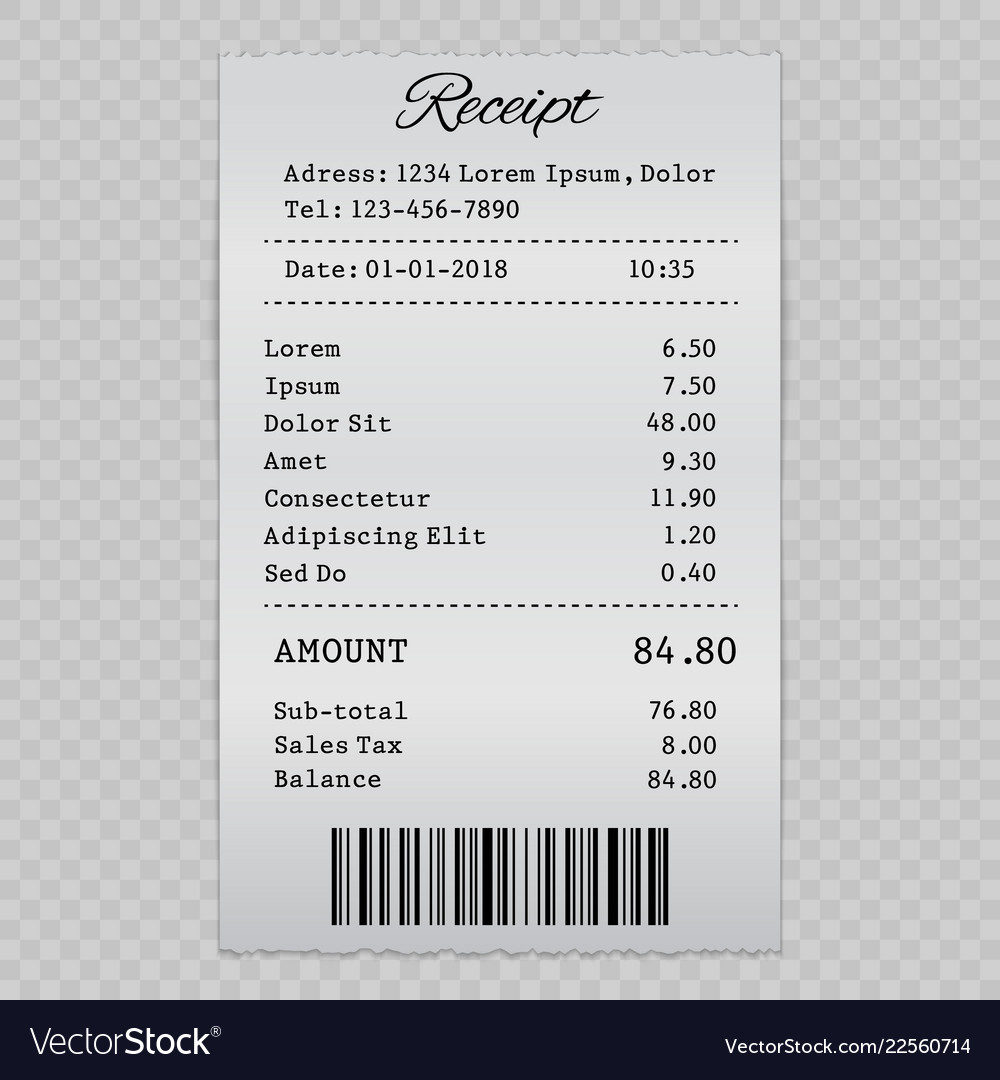 Receipt
Adress: 1234 Lorem Ipsum, Dolor
Tel: 123-456-7890
Date: 01-01-2018 10:35
Lorem 6.50
Ipsum 7.50
Dolor Sit 48.00
Amet 9.30
Consectetur 11.90
Adipiscing Elit 1.20
Sed Do 0.40
AMOUNT 84.80
Sub-total 76.80
Sales Tax 8.00
Balance 84.80
VectorStock® VectorStock.com/22560714